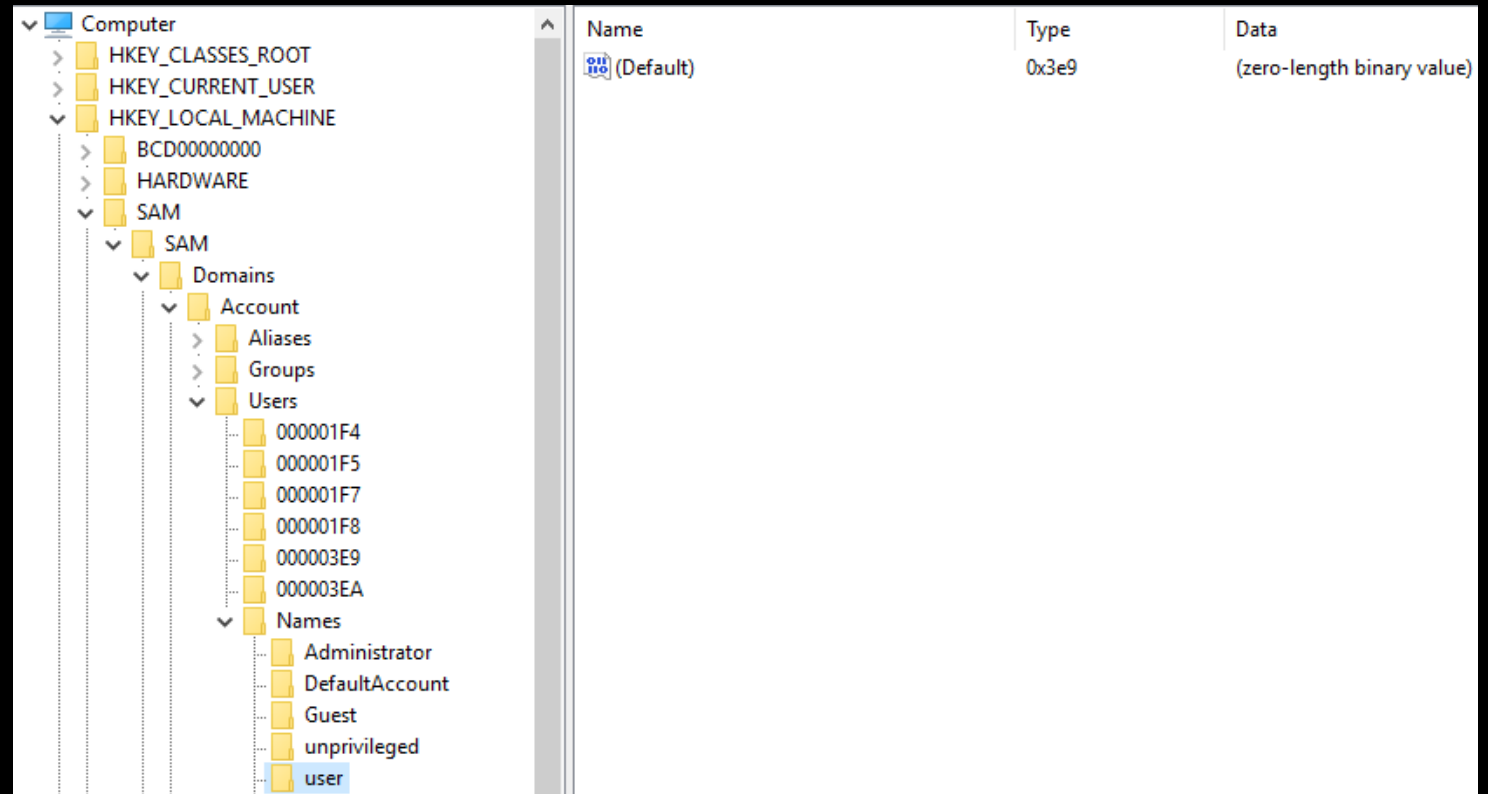 Computer
HKEY_CLASSES_ROOT
HKEY_CURRENT_USER
HKEY_LOCAL_MACHINE
BCD00000000
HARDWARE
SAM
SAM
Domains
Account
Aliases
Groups
Users
000001F4
000001F5
000001F7
000001F8
000003E9
000003EA
Names
Administrator
DefaultAccount
Guest
unprivileged
user
Name Type Data
(Default) 0x3e9 (zero-length binary value)